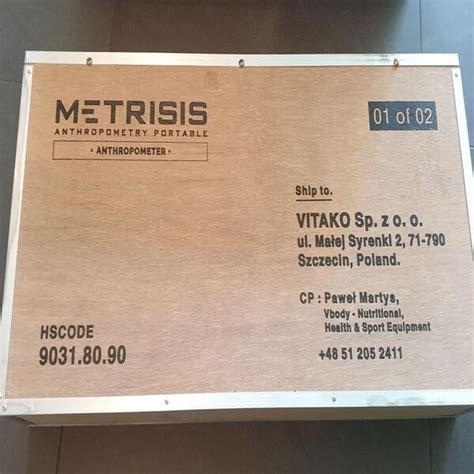 METRISIS
ANTHROPOMETRY PORTABLE
· ANTHROPOMETER ·
01 of 02
Ship to.
VITAKO Sp. z o. o.
ul. Małej Syrenki 2, 71-790
Szczecin, Poland.
CP : Paweł Martys,
Vbody - Nutritional,
Health & Sport Equipment
+48 51 205 2411
HSCODE
9031.80.90